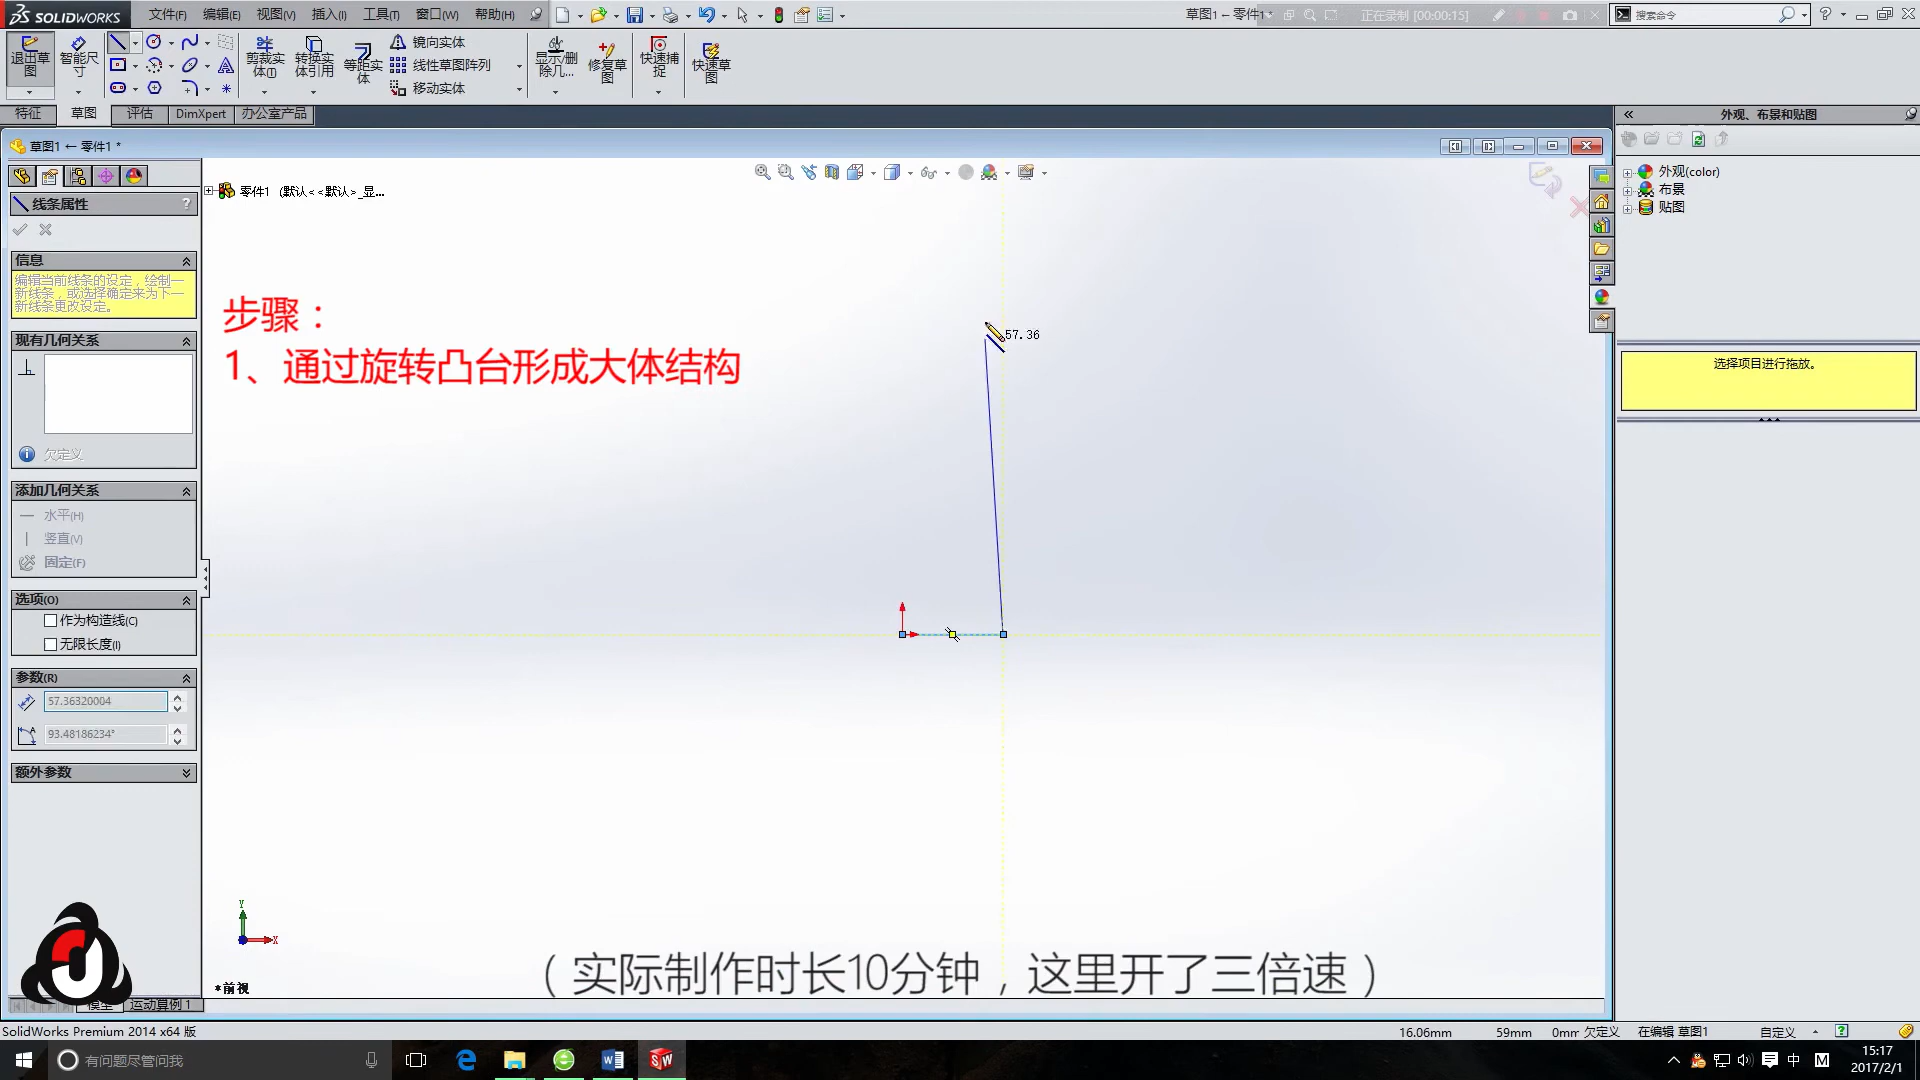 SOLIDWORKS
文件(F) 编辑(E) 视图(V) 插入(I) 工具(T) 窗口(W) 帮助(H)
草图1 ← 零件1 *
正在录制 [00:00:15]
搜索命令
退出草图
智能尺寸
剪裁实体(T)
转换实体引用
等距实体
镜向实体
线性草图阵列
移动实体
显示/删除几...
修复草图
快速捕捉
快速草图
特征 草图 评估 DimXpert 办公室产品
外观、布景和贴图
草图1 ← 零件1 *
外观(color)
布景
贴图
零件1 (默认<<默认>_显...
线条属性 ?
信息
编辑当前线条的设定，绘制一
新线条，或选择确定来为下一
新线条更改设定。
步骤：
1、通过旋转凸台形成大体结构
57.36
现有几何关系
欠定义
选择项目进行拖放。
添加几何关系
水平(H)
竖直(V)
固定(F)
选项(O)
作为构造线(C)
无限长度(I)
参数(R)
57.36320004
93.48186234°
额外参数
Y
X
*前视
（实际制作时长10分钟，这里开了三倍速）
模型 运动算例 1
SolidWorks Premium 2014 x64 版
16.06mm 59mm 0mm 欠定义 在编辑 草图1 自定义
有问题尽管问我
中 M
15:17
2017/2/1